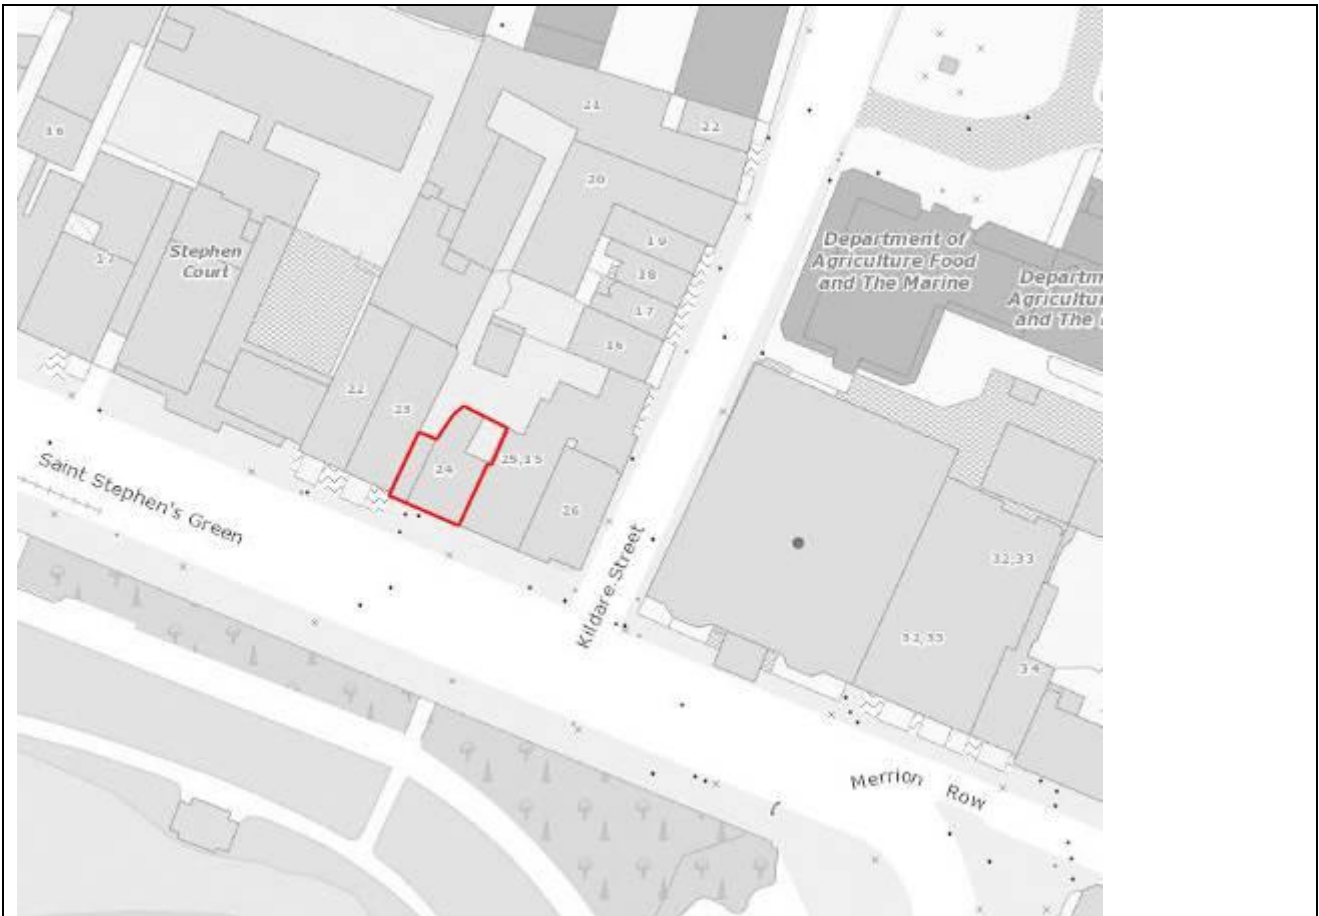 21
22
16
20
19
18
17
16
Stephen
Court
17
22
23
24
25,15
26
Department of
Agriculture Food
and The Marine
Departm
Agricultur
and The
Saint Stephen's Green
Kildare Street
32,33
32,33
34
Merrion Row